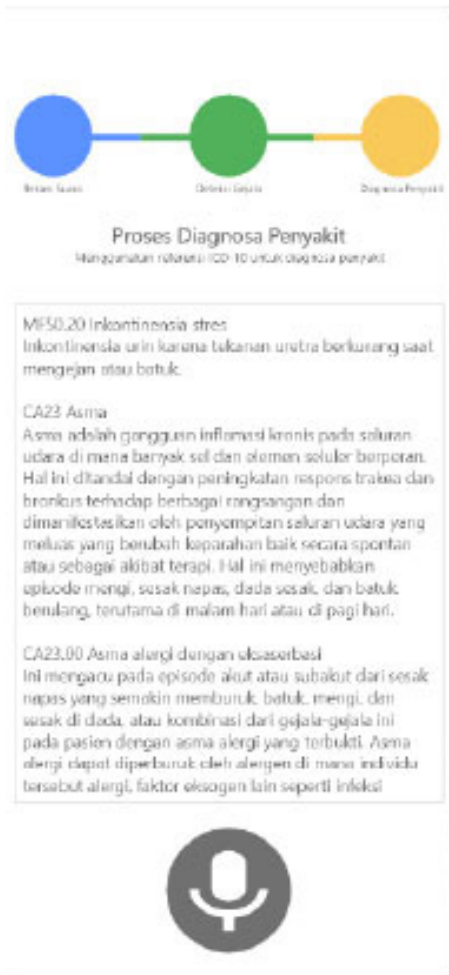 Rekam Suara
Deteksi Gejala
Diagnosa Penyakit
Proses Diagnosa Penyakit
Menggunakan referensi ICD-10 untuk diagnosa penyakit
MF50.20 Inkontinensia stres
Inkontinensia urin karena tekanan uretra berkurang saat
mengejan atau batuk.
CA23 Asma
Asma adalah gangguan inflamasi kronis pada saluran
udara di mana banyak sel dan elemen seluler berperan.
Hal ini ditandai dengan peningkatan respons trakea dan
bronkus terhadap berbagai rangsangan dan
dimanifestasikan oleh penyempitan saluran udara yang
meluas yang berubah keparahan baik secara spontan
atau sebagai akibat terapi. Hal ini menyebabkan
episode mengi, sesak napas, dada sesak, dan batuk
berulang, terutama di malam hari atau di pagi hari.
CA23.00 Asma alergi dengan eksaserbasi
Ini mengacu pada episode akut atau subakut dari sesak
napas yang semakin memburuk, batuk, mengi, dan
sesak di dada, atau kombinasi dari gejala-gejala ini
pada pasien dengan asma alergi yang terbukti. Asma
alergi dapat diperburuk oleh alergen di mana individu
tersebut alergi, faktor eksogen lain seperti infeksi